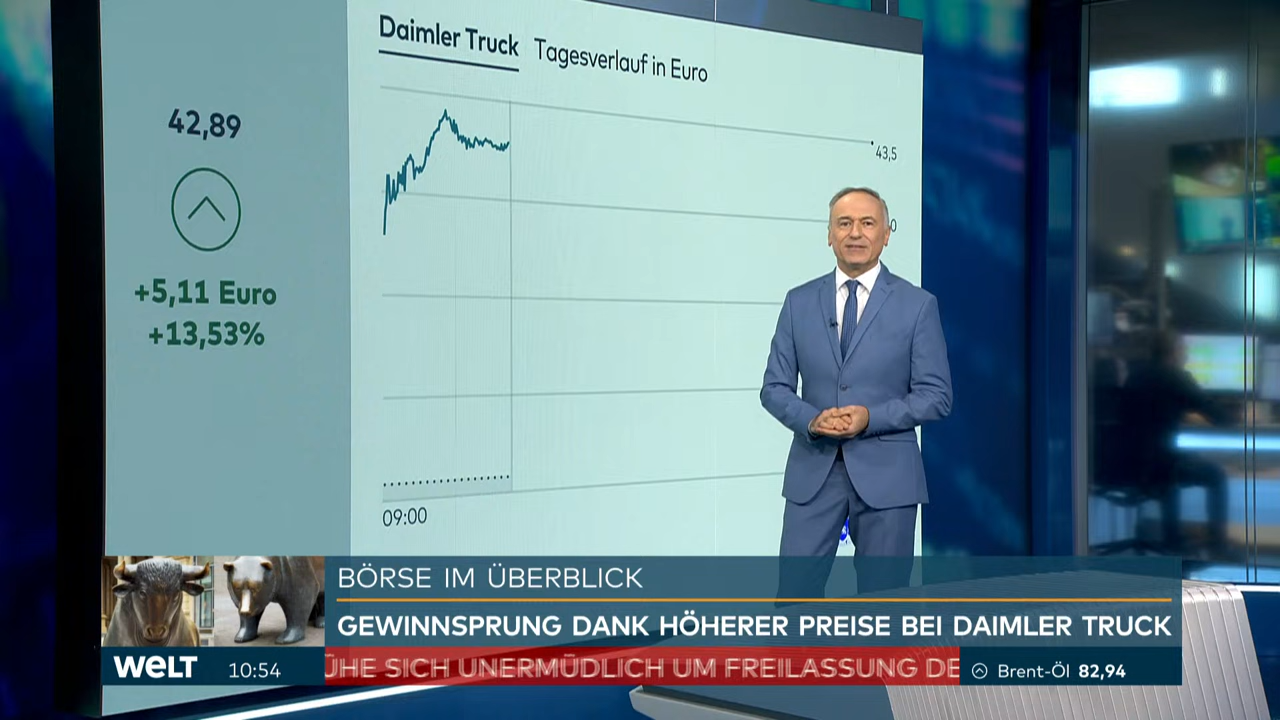 Daimler Truck Tagesverlauf in Euro
42,89
+5,11 Euro
+13,53%
43,5
09:00
BÖRSE IM ÜBERBLICK
GEWINNSPRUNG DANK HÖHERER PREISE BEI DAIMLER TRUCK
welt 10:54 SICH UNERMÜDLICH UM FREILASSUNG Brent-Öl 82,94